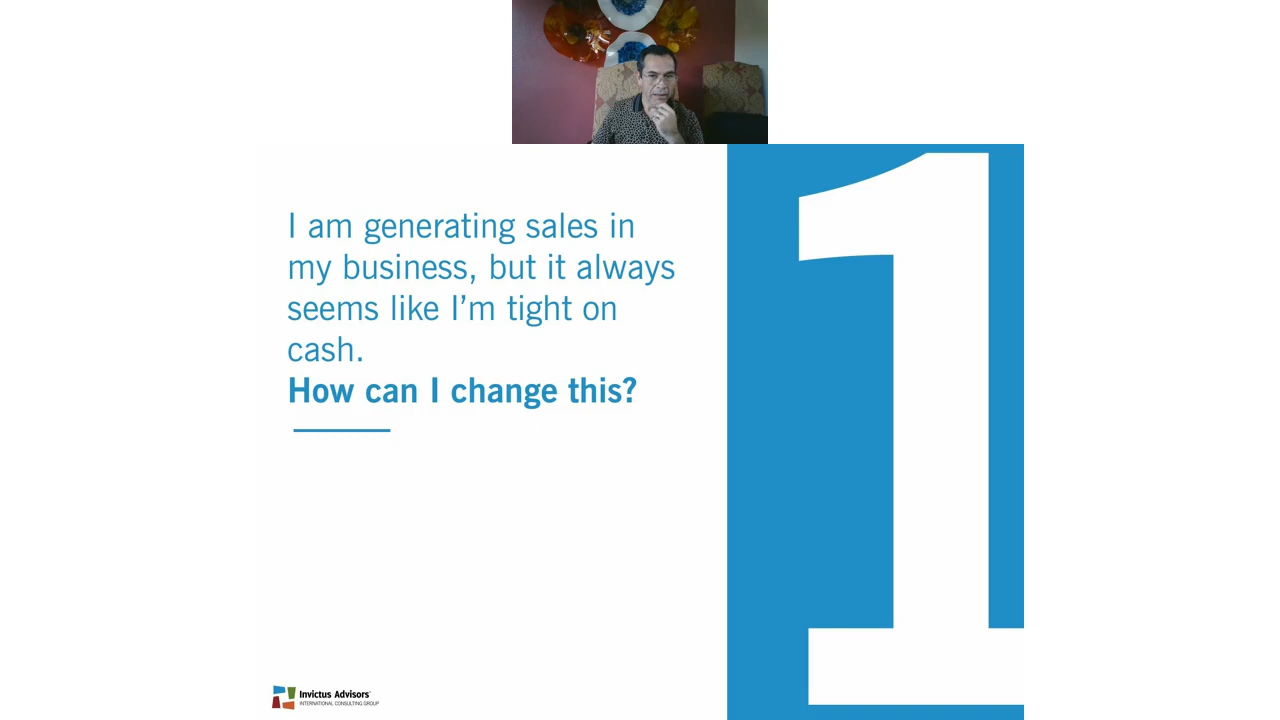 I am generating sales in
my business, but it always
seems like I'm tight on
cash.
How can I change this?
1
Invictus Advisors
INTERNATIONAL CONSULTING GROUP